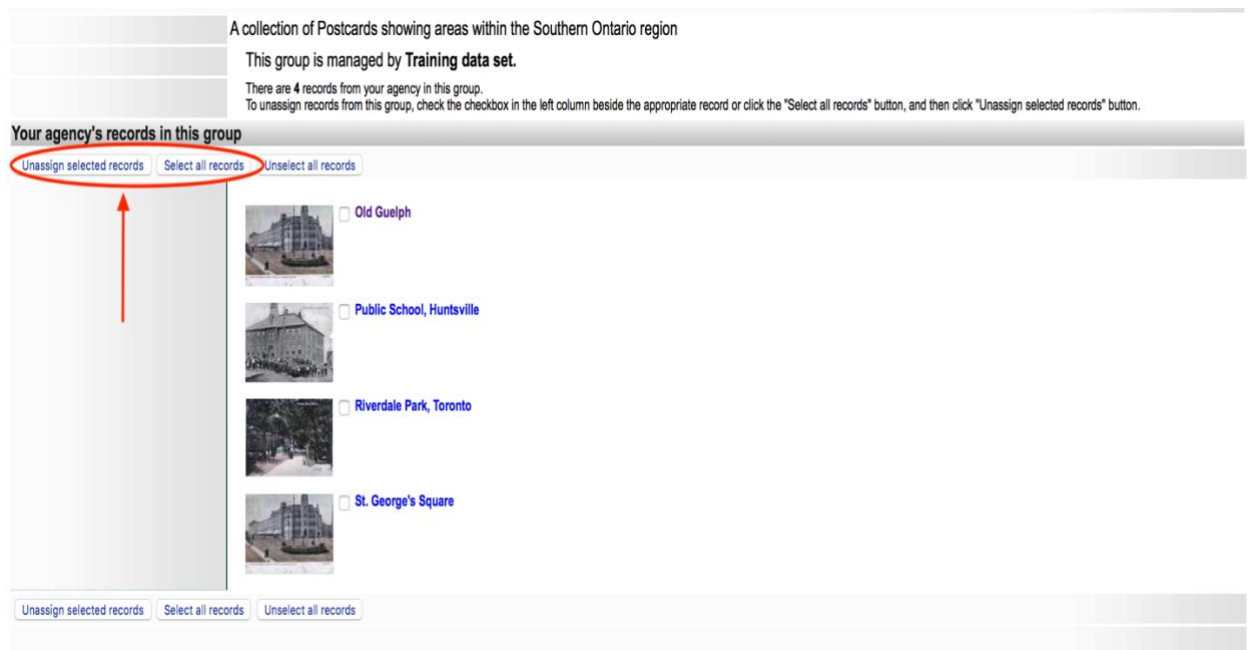 A collection of Postcards showing areas within the Southern Ontario region
This group is managed by Training data set.
There are 4 records from your agency in this group.
To unassign records from this group, check the checkbox in the left column beside the appropriate record or click the "Select all records" button, and then click "Unassign selected records" button.
Your agency's records in this group
Unassign selected records Select all records Unselect all records
Old Guelph
Public School, Huntsville
Riverdale Park, Toronto
St. George's Square
Unassign selected records Select all records Unselect all records